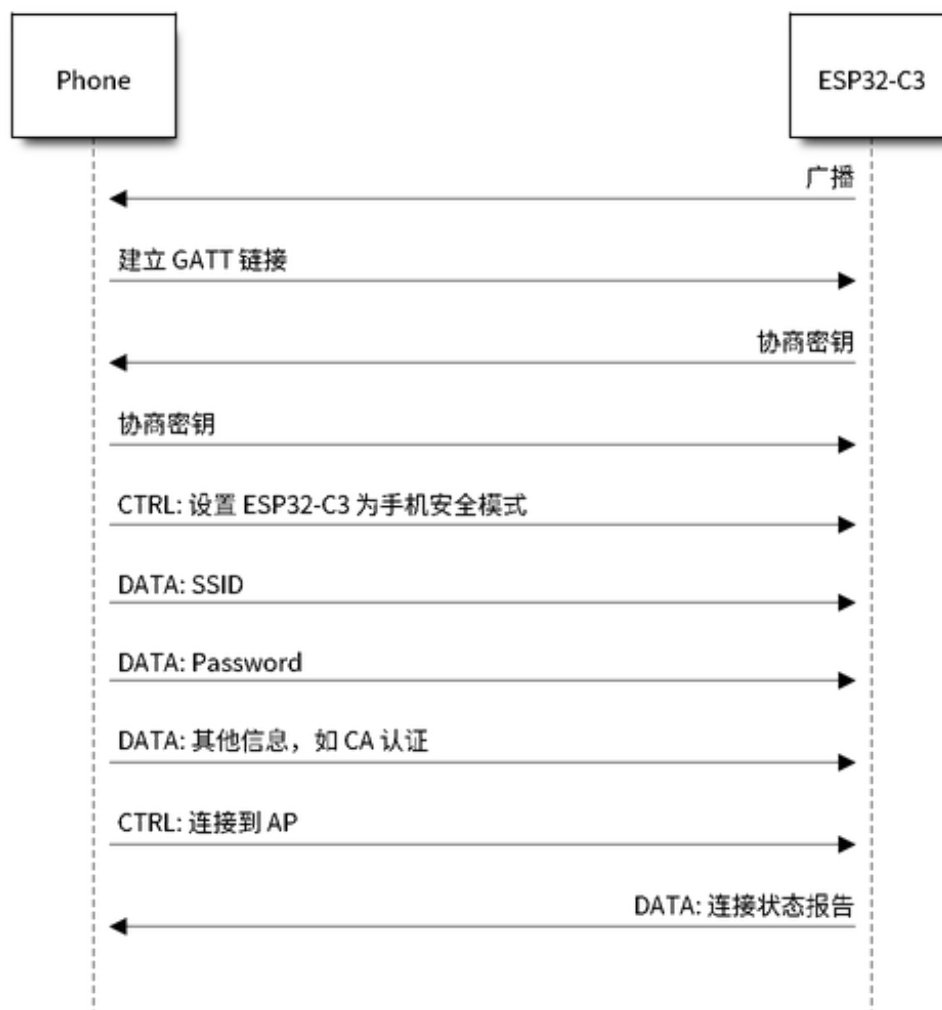 Phone
ESP32-C3
广播
建立 GATT 链接
协商密钥
协商密钥
CTRL: 设置 ESP32-C3 为手机安全模式
DATA: SSID
DATA: Password
DATA: 其他信息，如 CA 认证
CTRL: 连接到 AP
DATA: 连接状态报告